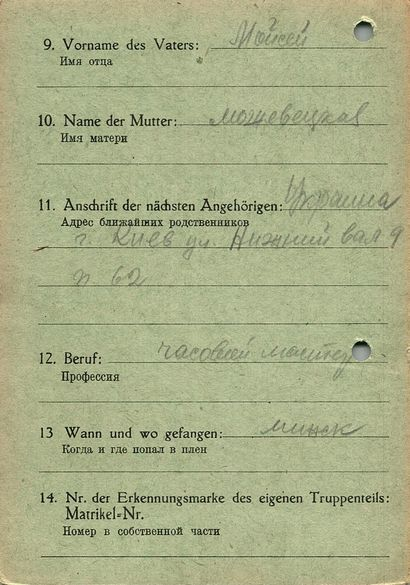 9. Vorname des Vaters: Мойсей
Имя отца
10. Name der Mutter: можевецкая
Имя матери
11. Anschrift der nächsten Angehörigen: Украина
Адрес ближайших родственников
г. Киев ул. Нижний вал 9
п 62
12. Beruf: часовей мастер
Профессия
13 Wann und wo gefangen: минск
Когда и где попал в плен
14. Nr. der Erkennungsmarke des eigenen Truppenteils:
Matrikel-Nr.
Номер в собственной части